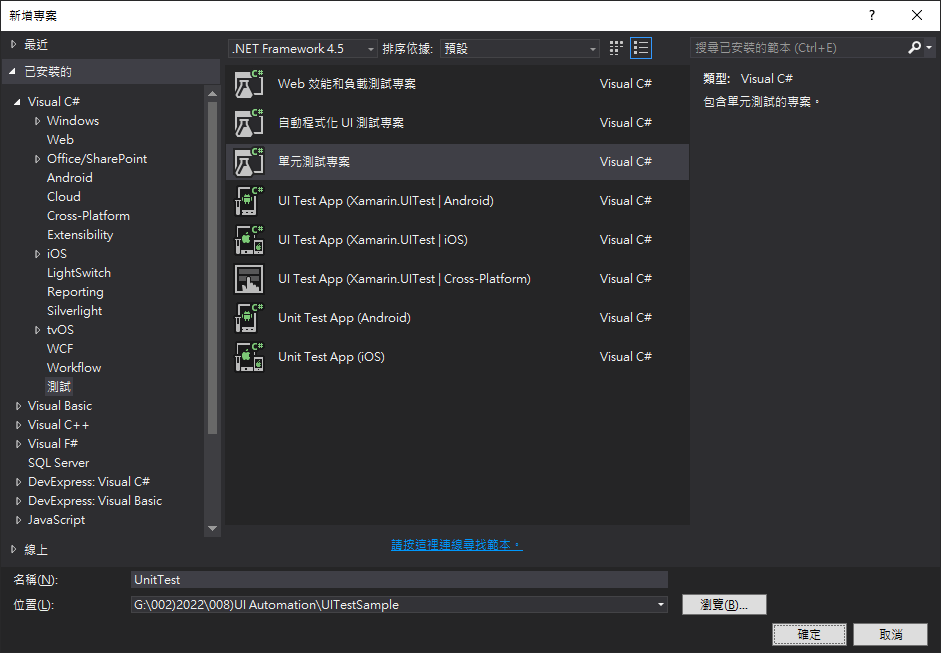 新增專案
?
最近
.NET Framework 4.5
排序依據:
預設
搜尋已安裝的範本 (Ctrl+E)
已安裝的
Visual C#
Windows
Web
Office/SharePoint
Android
Cloud
Cross-Platform
Extensibility
iOS
LightSwitch
Reporting
Silverlight
tvOS
WCF
Workflow
測試
Visual Basic
Visual C++
Visual F#
SQL Server
DevExpress: Visual C#
DevExpress: Visual Basic
JavaScript
線上
Web 效能和負載測試專案 Visual C#
自動程式化 UI 測試專案 Visual C#
單元測試專案 Visual C#
UI Test App (Xamarin.UITest | Android) Visual C#
UI Test App (Xamarin.UITest | iOS) Visual C#
UI Test App (Xamarin.UITest | Cross-Platform) Visual C#
Unit Test App (Android) Visual C#
Unit Test App (iOS) Visual C#
請按這裡連線尋找範本。
類型: Visual C#
包含單元測試的專案。
名稱(N): UnitTest
位置(L): G:\002)2022\008)UI Automation\UITestSample
瀏覽(B)...
確定
取消